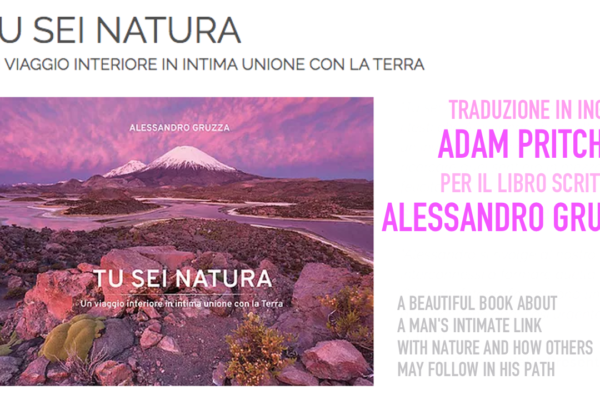 TU SEI NATURA
VIAGGIO INTERIORE IN INTIMA UNIONE CON LA TERRA
ALESSANDRO GRUZZA
TU SEI NATURA
Un viaggio interiore in intima unione con la Terra
TRADUZIONE IN ING
ADAM PRITCH
PER IL LIBRO SCRIT
ALESSANDRO GRU
A BEAUTIFUL BOOK ABOUT
A MAN'S INTIMATE LINK
WITH NATURE AND HOW OTHERS
MAY FOLLOW IN HIS PATH